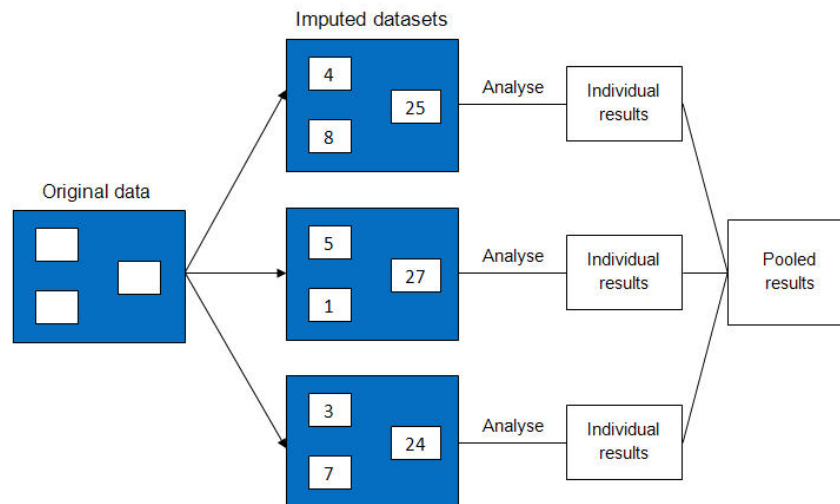 Imputed datasets
4
25
8
Analyse
Individual
results
Original data
5
27
1
Analyse
Individual
results
Pooled
results
3
24
7
Analyse
Individual
results